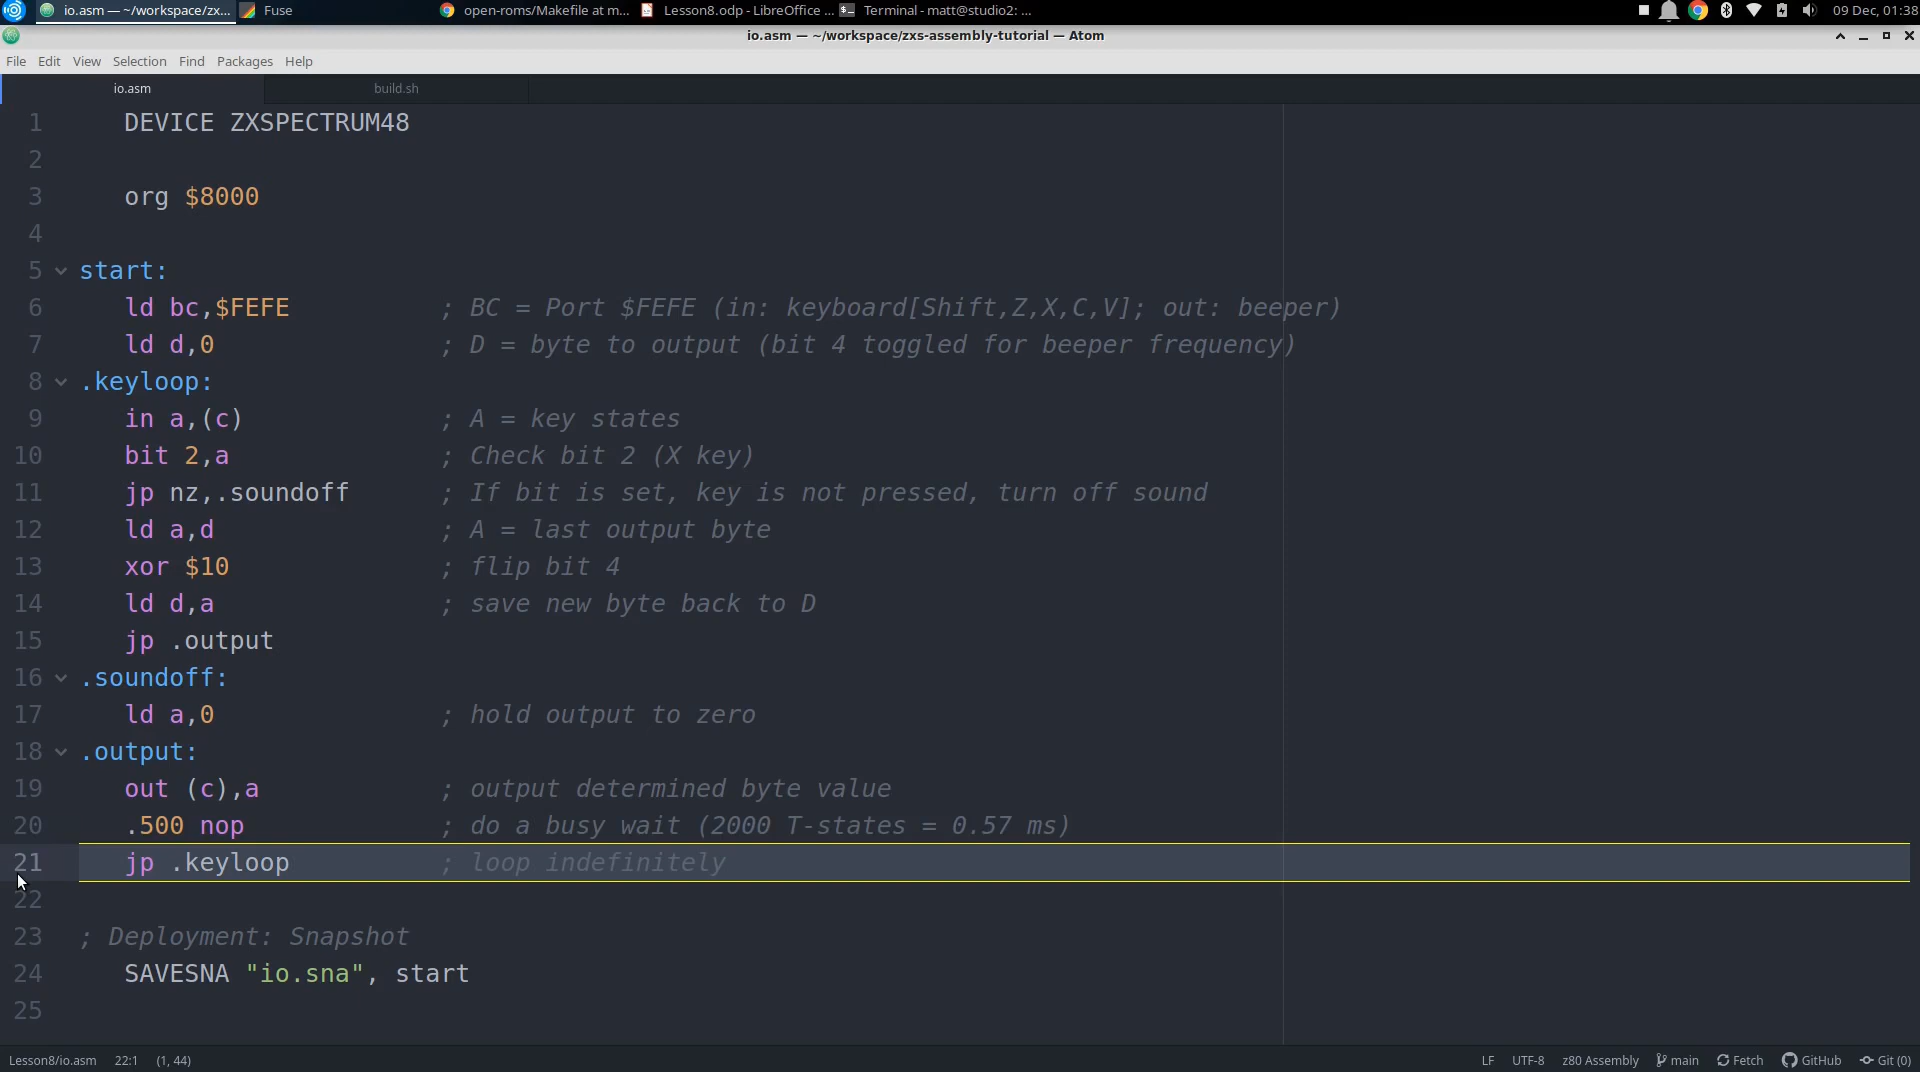 io.asm — ~/workspace/zx... Fuse open-roms/Makefile at m... Lesson8.odp - LibreOffice ... Terminal - matt@studio2: ... 09 Dec, 01:38
io.asm — ~/workspace/zxs-assembly-tutorial — Atom
File Edit View Selection Find Packages Help
io.asm build.sh
1 DEVICE ZXSPECTRUM48
2
3 org $8000
4
5 start:
6 ld bc,$FEFE ; BC = Port $FEFE (in: keyboard[Shift,Z,X,C,V]; out: beeper)
7 ld d,0 ; D = byte to output (bit 4 toggled for beeper frequency)
8 .keyloop:
9 in a,(c) ; A = key states
10 bit 2,a ; Check bit 2 (X key)
11 jp nz,.soundoff ; If bit is set, key is not pressed, turn off sound
12 ld a,d ; A = last output byte
13 xor $10 ; flip bit 4
14 ld d,a ; save new byte back to D
15 jp .output
16 .soundoff:
17 ld a,0 ; hold output to zero
18 .output:
19 out (c),a ; output determined byte value
20 .500 nop ; do a busy wait (2000 T-states = 0.57 ms)
21 jp .keyloop ; loop indefinitely
22
23 ; Deployment: Snapshot
24 SAVESNA "io.sna", start
25
Lesson8/io.asm 22:1 (1, 44) LF UTF-8 z80 Assembly main Fetch GitHub Git (0)